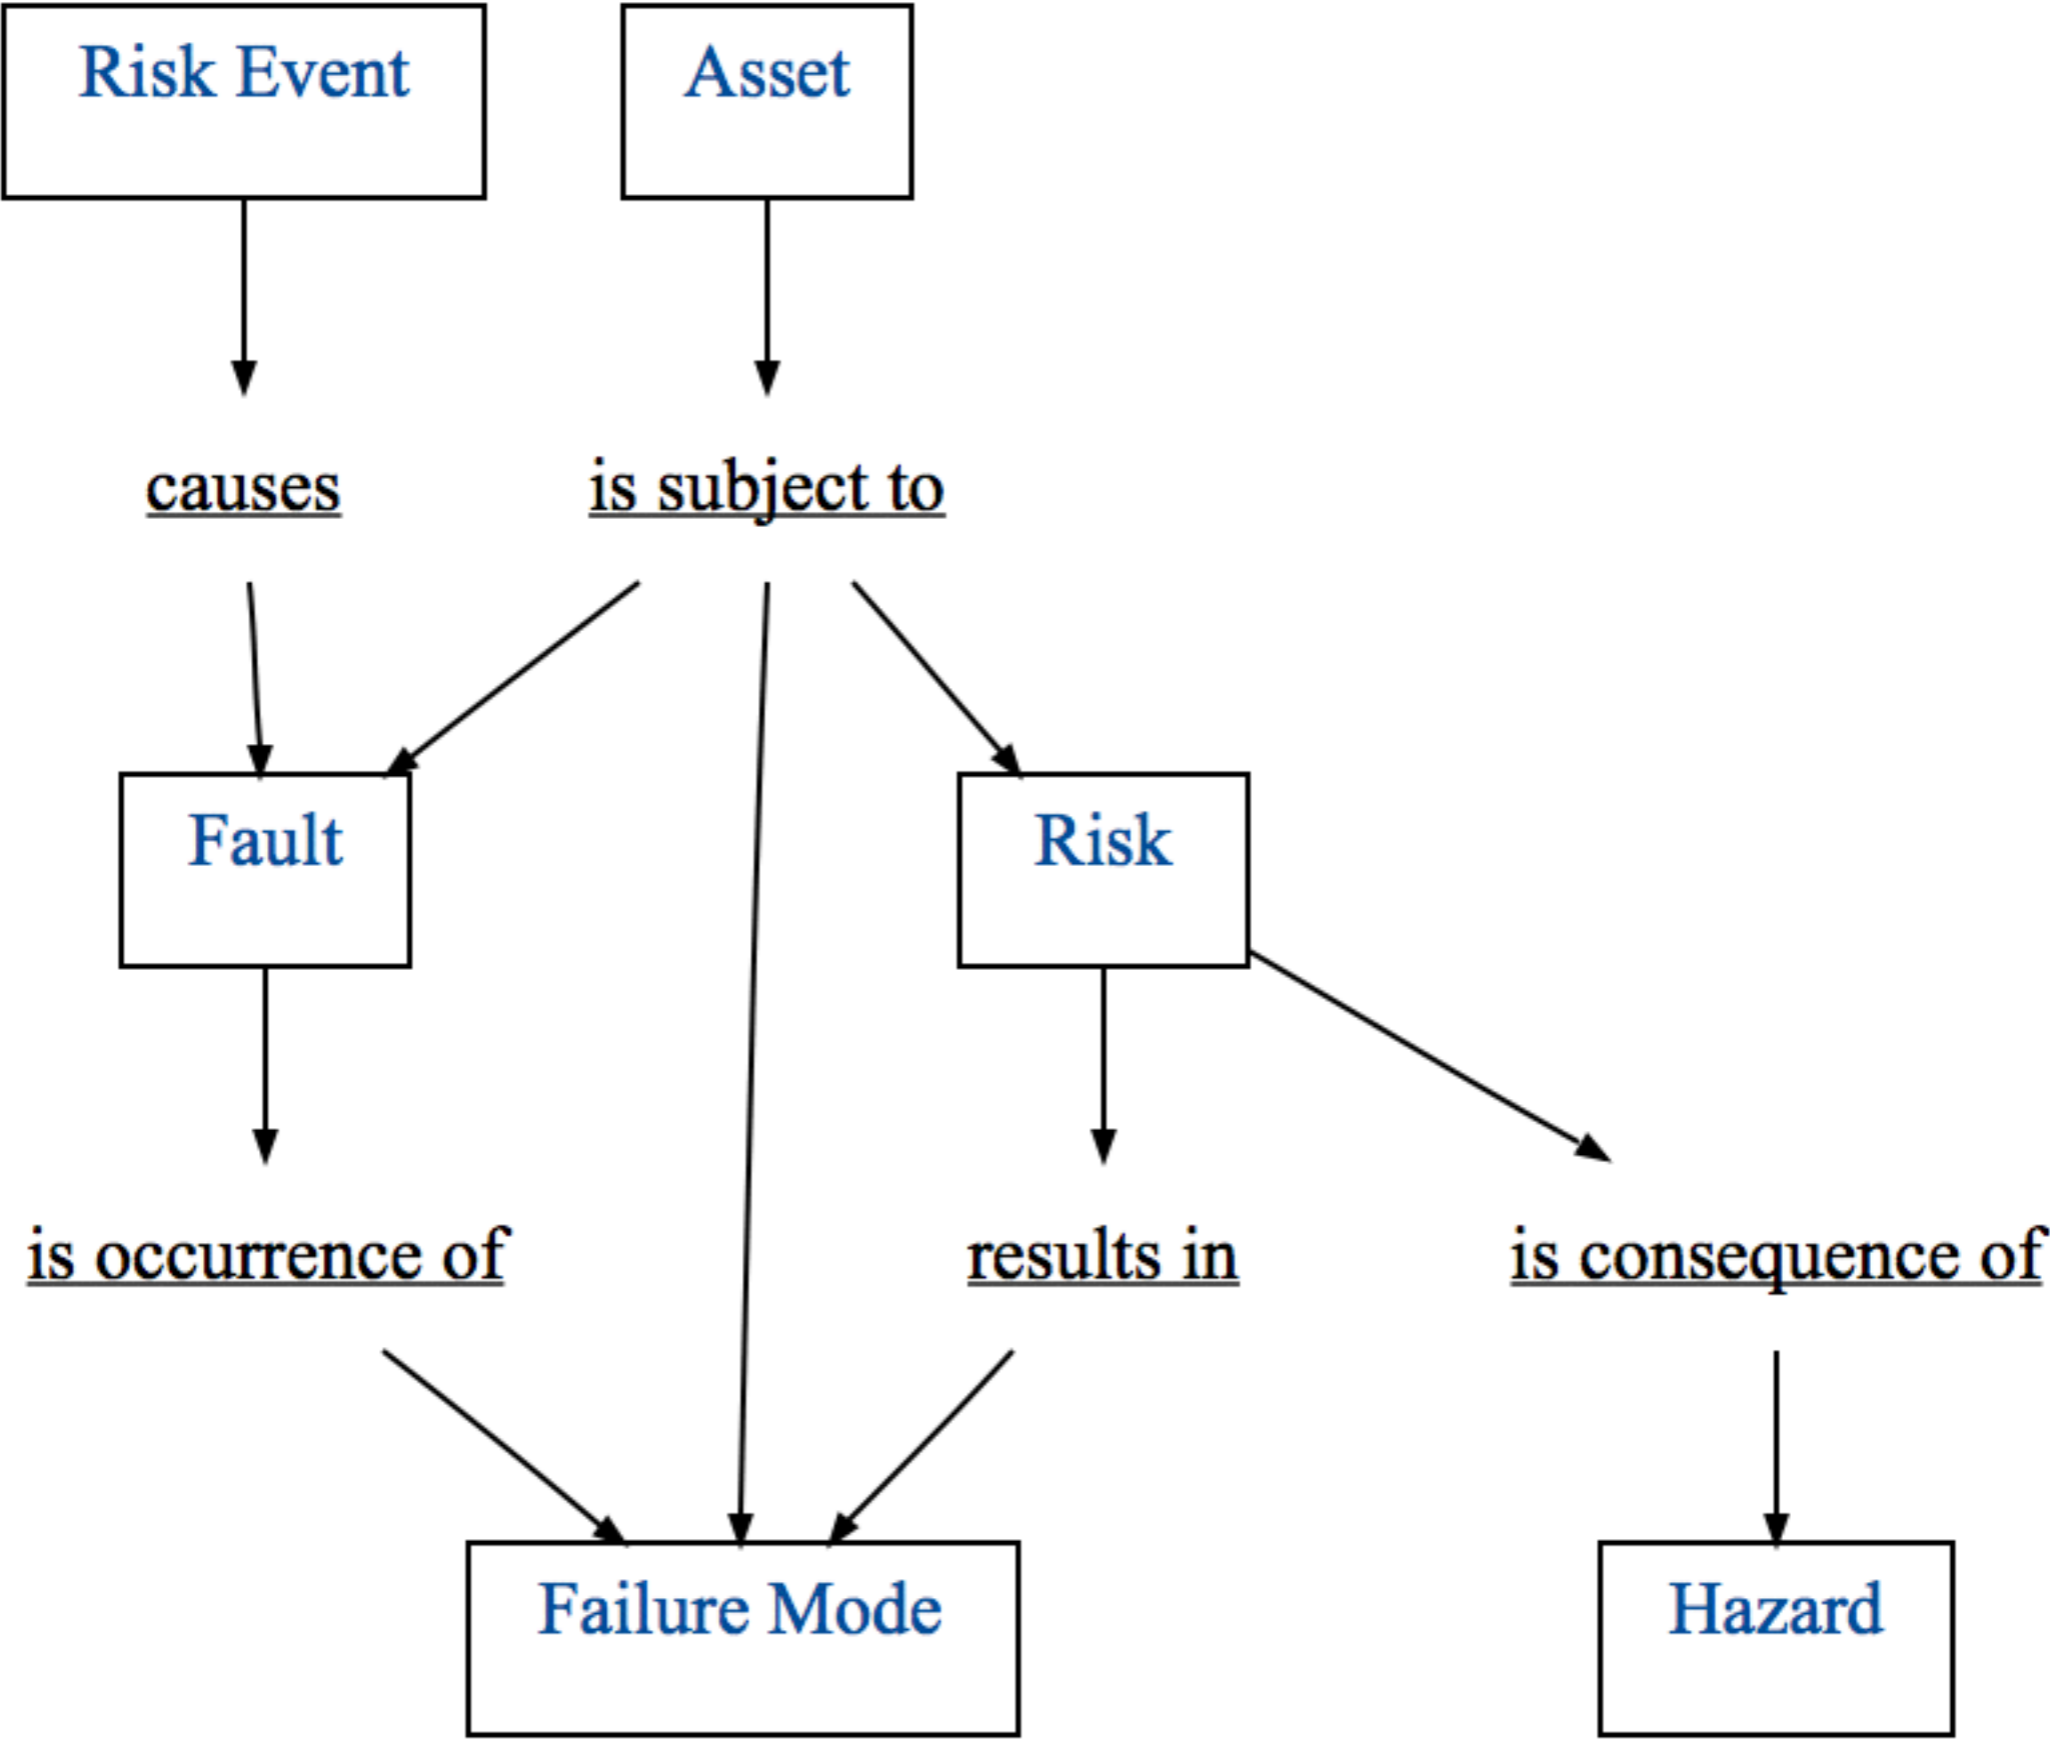 Risk Event
Asset
causes
is subject to
Fault
Risk
is occurrence of
results in
is consequence of
Failure Mode
Hazard